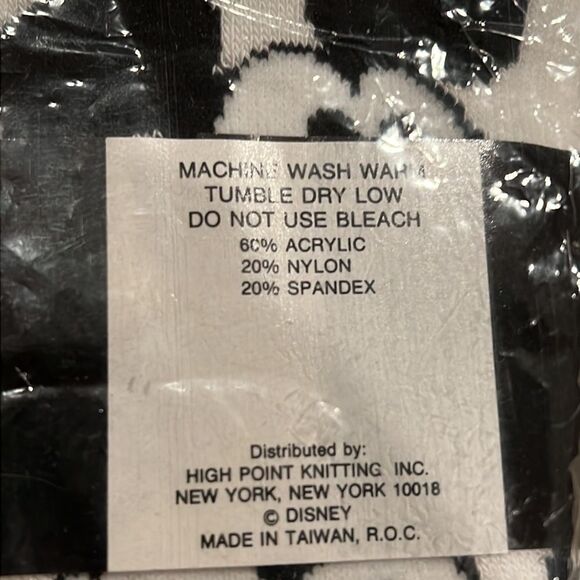 MACHINE WASH WARM
TUMBLE DRY LOW
DO NOT USE BLEACH
60% ACRYLIC
20% NYLON
20% SPANDEX
Distributed by:
HIGH POINT KNITTING INC.
NEW YORK, NEW YORK 10018
© DISNEY
MADE IN TAIWAN, R.O.C.